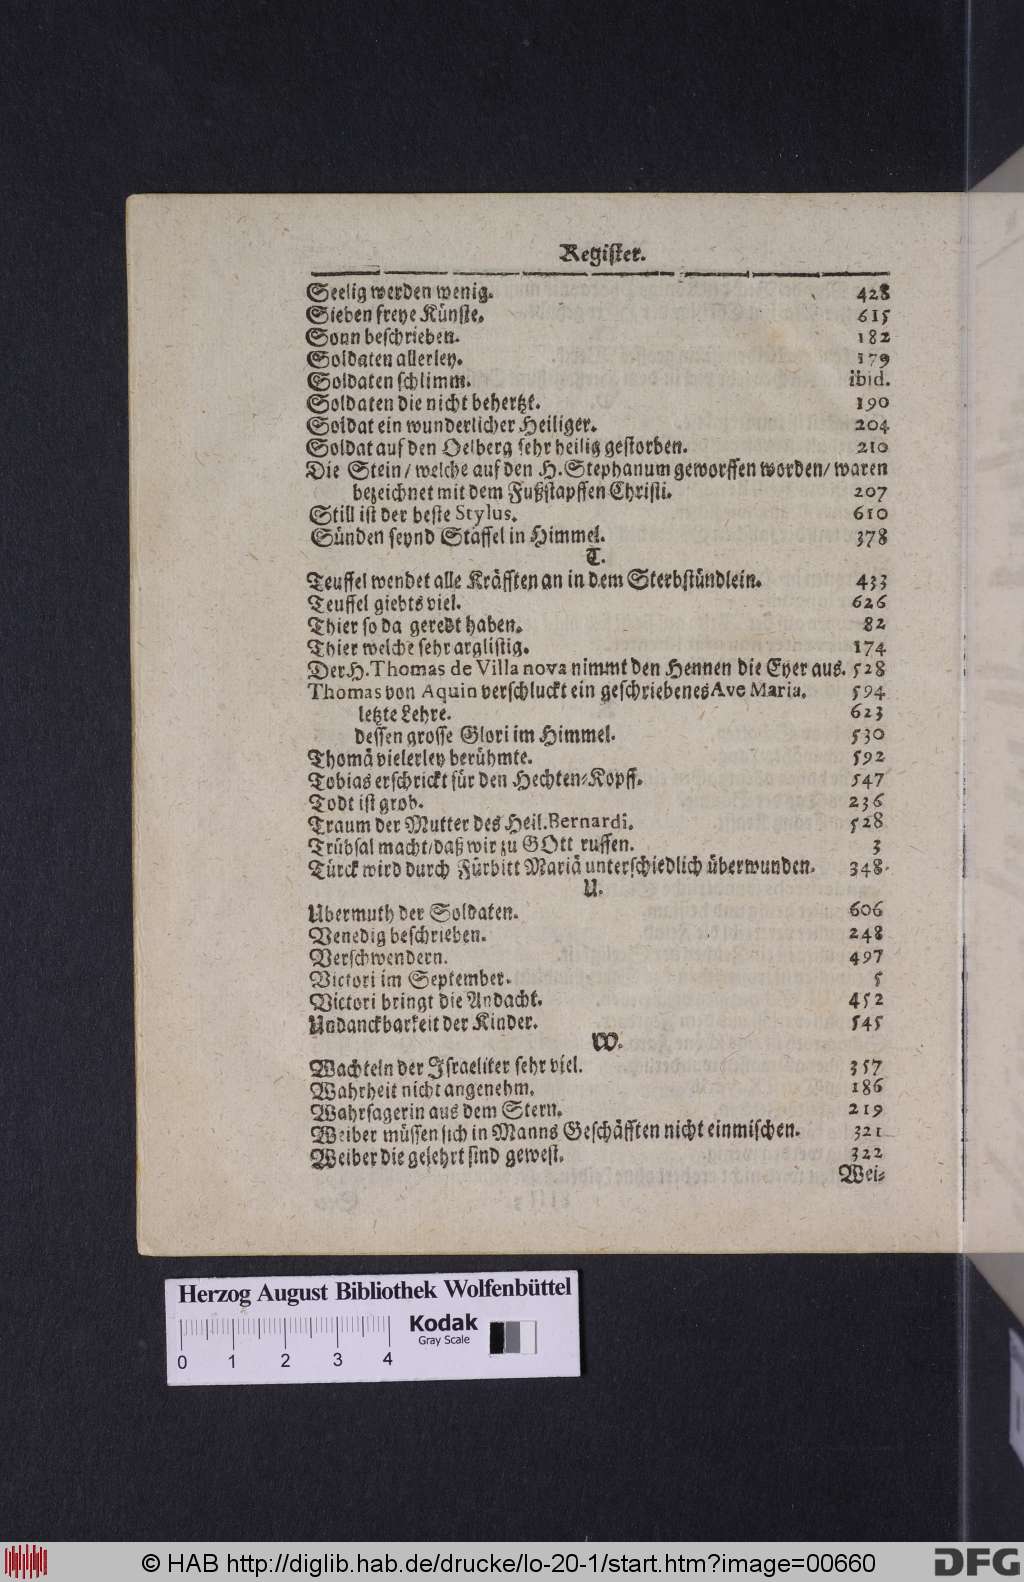 Register.
Seelig werden wenig. 428
Sieben freye Künste. 615
Sonn beschrieben. 182
Soldaten allerley. 179
Soldaten schlimm. ibid.
Soldaten die nicht behertzt. 190
Soldat ein wunderlicher Heiliger. 204
Soldat auf den Oelberg sehr heilig gestorben. 210
Die Stein/ welche auf den H. Stephanum geworffen worden/ waren
bezeichnet mit dem Fußstapffen Christi. 207
Still ist der beste Stylus. 610
Sünden seynd Staffel in Himmel. 378
T.
Teuffel wendet alle Kräfften an in dem Sterbstündlein. 433
Teuffel giebts viel. 626
Thier so da geredt haben. 82
Thier welche sehr arglistig. 174
Der H. Thomas de Villa nova nimmt den Hennen die Eyer aus. 528
Thomas von Aquin verschluckt ein geschriebenes Ave Maria. 594
letzte Lehre. 623
dessen grosse Glori im Himmel. 530
Thomä vielerley berühmte. 592
Tobias erschrickt für den Hechten-Kopff. 547
Todt ist grob. 236
Traum der Mutter des Heil. Bernardi. 528
Trübsal macht/ daß wir zu GOtt ruffen. 3
Türck wird durch Fürbitt Mariä unterschiedlich überwunden. 348.
U.
Ubermuth der Soldaten. 606
Venedig beschrieben. 248
Verschwendern. 497
Victori im September. 5
Victori bringt die Andacht. 452
Undanckbarkeit der Kinder. 545
W.
Wachteln der Israeliter sehr viel. 357
Wahrheit nicht angenehm. 186
Wahrsagerin aus dem Stern. 219
Weiber müssen sich in Manns Geschäfften nicht einmischen. 321
Weiber die gelehrt sind gewest. 322
Wei-
Herzog August Bibliothek Wolfenbüttel
Kodak
Gray Scale
0 1 2 3 4
© HAB http://diglib.hab.de/drucke/lo-20-1/start.htm?image=00660
DFG